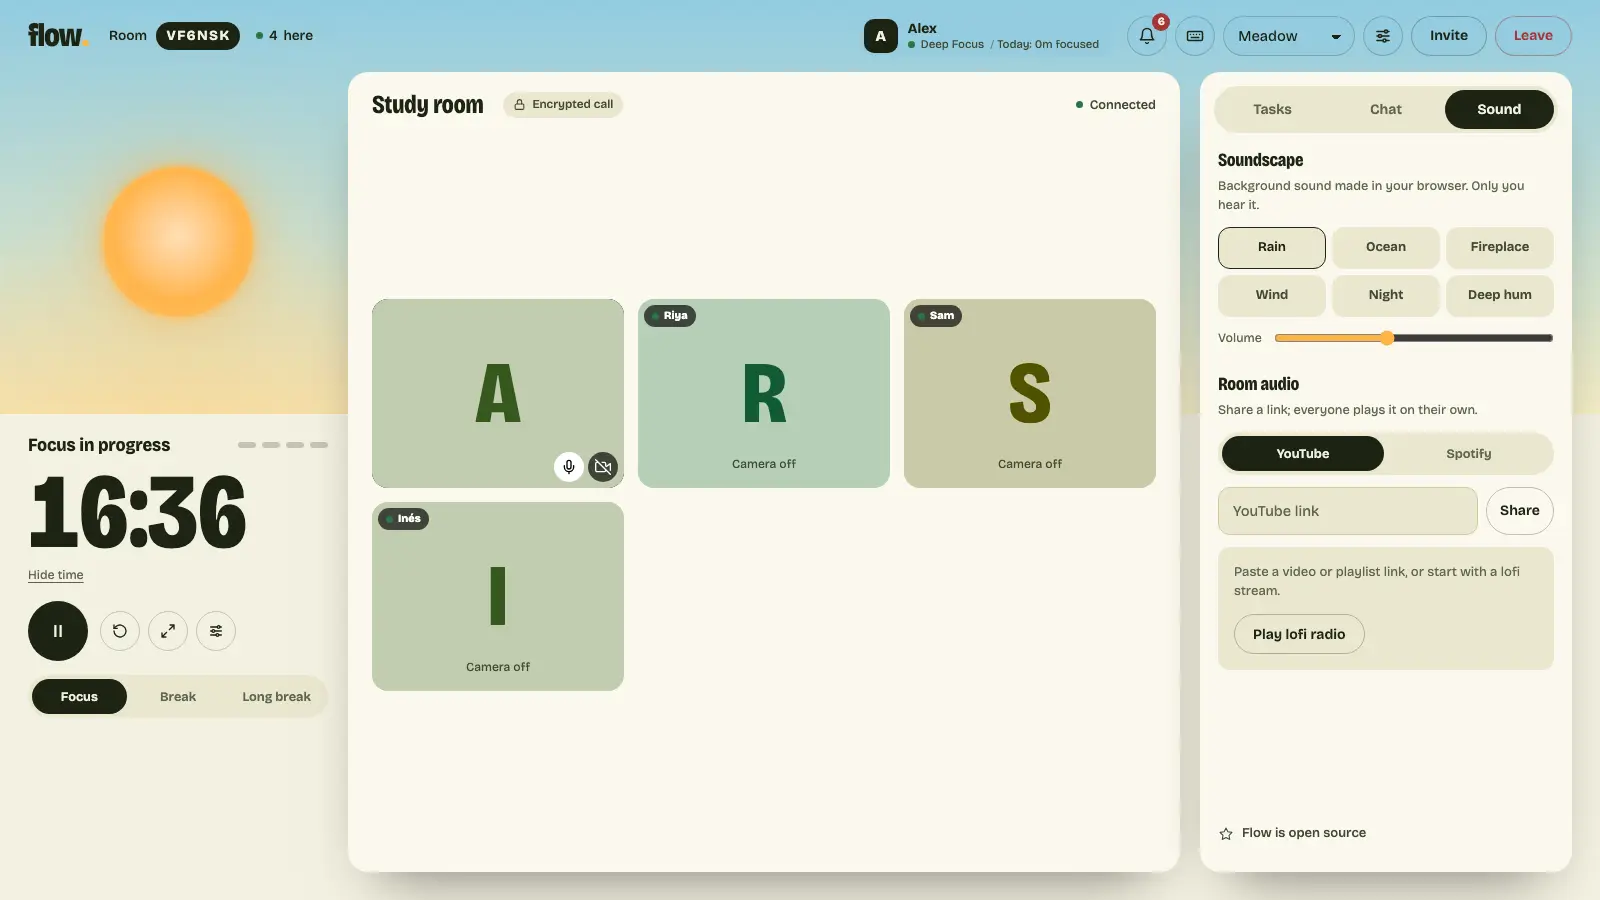 flow.
Room VF6NSK 4 here
A
Alex
Deep Focus / Today: 0m focused
6
Meadow
Invite
Leave
Focus in progress
16:36
Hide time
Focus Break Long break
Study room
Encrypted call
Connected
A
Riya
R
Camera off
Sam
S
Camera off
Inés
I
Camera off
Tasks Chat Sound
Soundscape
Background sound made in your browser. Only you
hear it.
Rain Ocean Fireplace
Wind Night Deep hum
Volume
Room audio
Share a link; everyone plays it on their own.
YouTube Spotify
YouTube link Share
Paste a video or playlist link, or start with a lofi
stream.
Play lofi radio
Flow is open source